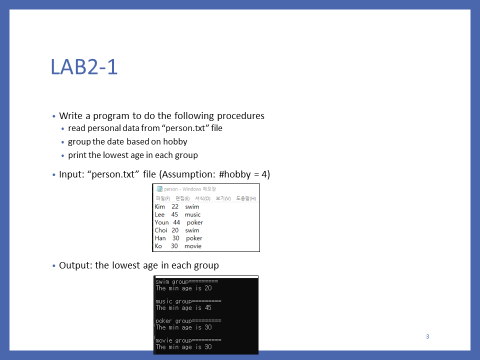 LAB2-1
• Write a program to do the following procedures
• read personal data from “person.txt” file
• group the date based on hobby
• print the lowest age in each group
• Input: “person.txt” file (Assumption: #hobby = 4)
person - Windows 메모장
파일(F) 편집(E) 서식(O) 보기(V) 도움말(H)
Kim 22 swim
Lee 45 music
Youn 44 poker
Choi 20 swim
Han 30 poker
Ko 30 movie
• Output: the lowest age in each group
swim group=========
The min age is 20
music group=========
The min age is 45
poker group=========
The min age is 30
movie group=========
The min age is 30
8